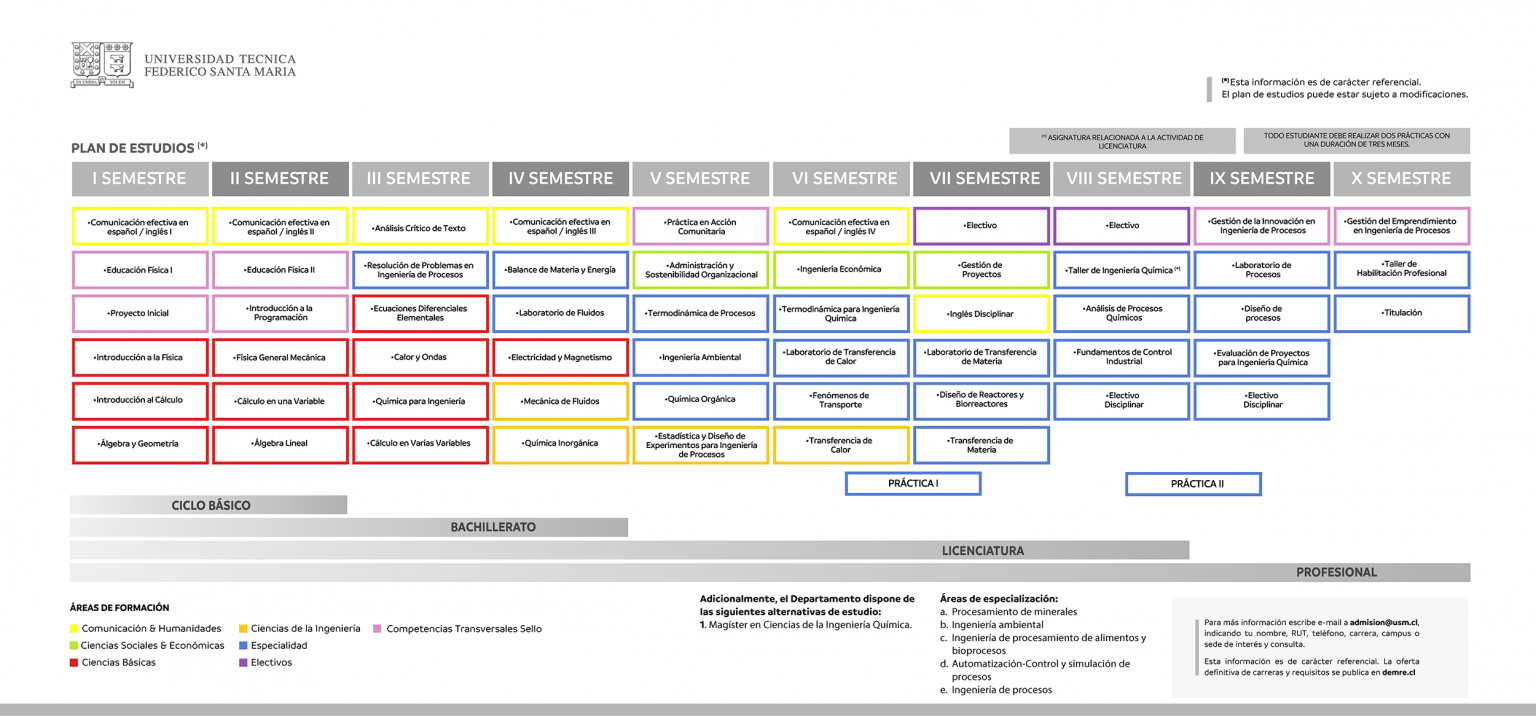 UNIVERSIDAD TECNICA
FEDERICO SANTA MARIA
EX UMBRA IN SOLEM
(*)Esta información es de carácter referencial.
El plan de estudios puede estar sujeto a modificaciones.
PLAN DE ESTUDIOS (*)
(*) ASIGNATURA RELACIONADA A LA ACTIVIDAD DE
LICENCIATURA
TODO ESTUDIANTE DEBE REALIZAR DOS PRÁCTICAS CON
UNA DURACIÓN DE TRES MESES.
I SEMESTRE
II SEMESTRE
III SEMESTRE
IV SEMESTRE
V SEMESTRE
VI SEMESTRE
VII SEMESTRE
VIII SEMESTRE
IX SEMESTRE
X SEMESTRE
•Comunicación efectiva en
español / inglés I
•Comunicación efectiva en
español / inglés II
•Análisis Crítico de Texto
•Comunicación efectiva en
español / inglés III
•Práctica en Acción
Comunitaria
•Comunicación efectiva en
español / inglés IV
•Electivo
•Electivo
•Gestión de la Innovación en
Ingeniería de Procesos
•Gestión del Emprendimiento
en Ingeniería de Procesos
•Educación Física I
•Educación Física II
•Resolución de Problemas en
Ingeniería de Procesos
•Balance de Materia y Energía
•Administración y
Sostenibilidad Organizacional
•Ingeniería Económica
•Gestión de
Proyectos
•Taller de Ingeniería Química (*)
•Laboratorio de
Procesos
•Taller de
Habilitación Profesional
•Proyecto Inicial
•Introducción a la
Programación
•Ecuaciones Diferenciales
Elementales
•Laboratorio de Fluidos
•Termodinámica de Procesos
•Termodinámica para Ingeniería
Química
•Inglés Disciplinar
•Análisis de Procesos
Químicos
•Diseño de
procesos
•Titulación
•Introducción a la Física
•Física General Mecánica
•Calor y Ondas
•Electricidad y Magnetismo
•Ingeniería Ambiental
•Laboratorio de Transferencia
de Calor
•Laboratorio de Transferencia
de Materia
•Fundamentos de Control
Industrial
•Evaluación de Proyectos
para Ingeniería Química
•Introducción al Cálculo
•Cálculo en una Variable
•Química para Ingeniería
•Mecánica de Fluidos
•Química Orgánica
•Fenómenos de
Transporte
•Diseño de Reactores y
Biorreactores
•Electivo
Disciplinar
•Electivo
Disciplinar
•Álgebra y Geometría
•Álgebra Lineal
•Cálculo en Varias Variables
•Química Inorgánica
•Estadística y Diseño de
Experimentos para Ingeniería
de Procesos
•Transferencia de
Calor
•Transferencia de
Materia
PRÁCTICA I
PRÁCTICA II
CICLO BÁSICO
BACHILLERATO
LICENCIATURA
PROFESIONAL
ÁREAS DE FORMACIÓN
Comunicación & Humanidades
Ciencias Sociales & Económicas
Ciencias Básicas
Ciencias de la Ingeniería
Especialidad
Electivos
Competencias Transversales Sello
Adicionalmente, el Departamento dispone de
las siguientes alternativas de estudio:
1. Magíster en Ciencias de la Ingeniería Química.
Áreas de especialización:
a. Procesamiento de minerales
b. Ingeniería ambiental
c. Ingeniería de procesamiento de alimentos y
bioprocesos
d. Automatización-Control y simulación de
procesos
e. Ingeniería de procesos
Para más información escribe e-mail a admision@usm.cl,
indicando tu nombre, RUT, teléfono, carrera, campus o
sede de interés y consulta.
Esta información es de carácter referencial. La oferta
definitiva de carreras y requisitos se publica en demre.cl